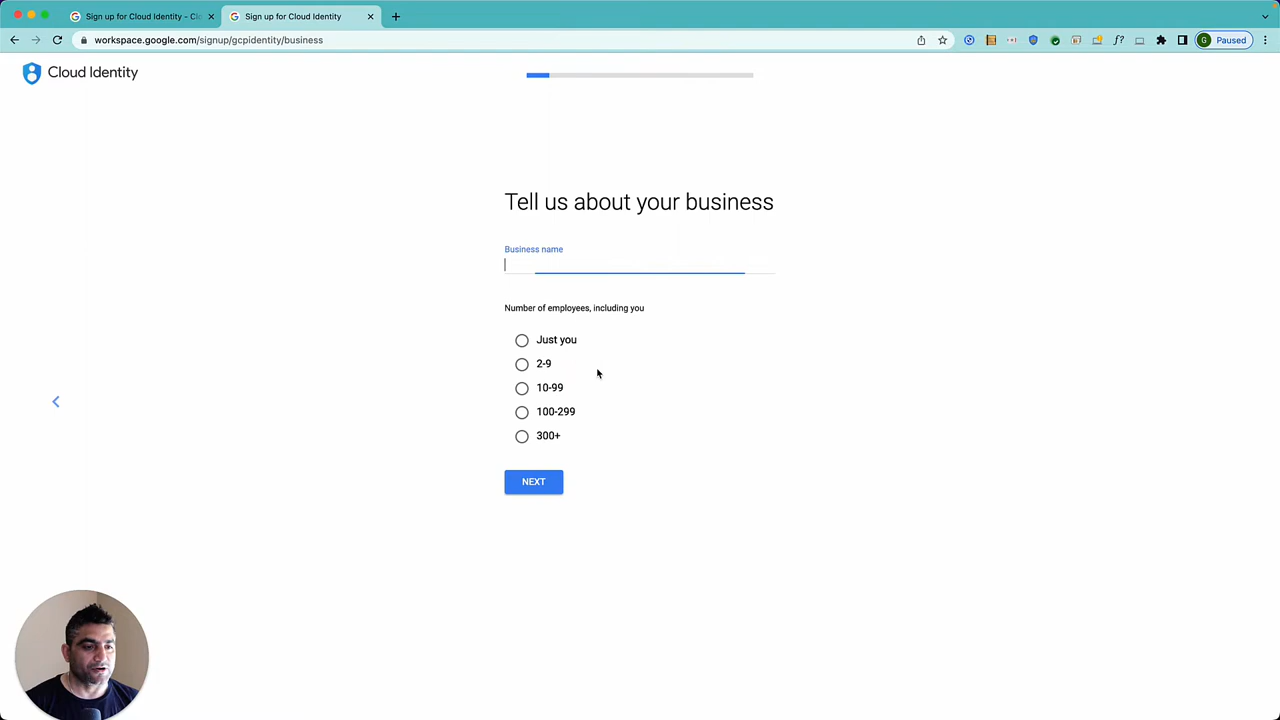 Sign up for Cloud Identity - Cl
Sign up for Cloud Identity
workspace.google.com/signup/gcpidentity/business
G Paused
Cloud Identity
Tell us about your business
Business name
Number of employees, including you
Just you
2-9
10-99
100-299
300+
NEXT